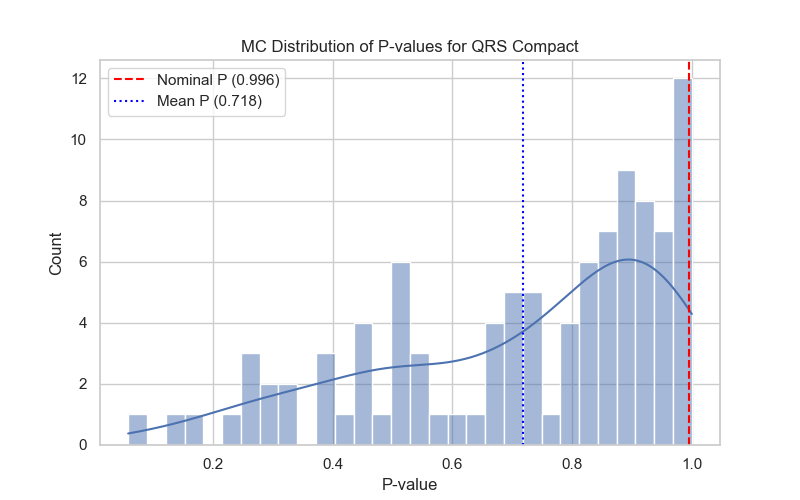 MC Distribution of P-values for QRS Compact
Nominal P (0.996)
Mean P (0.718)
12
10
8
6
4
2
0
Count
0.2 0.4 0.6 0.8 1.0
P-value